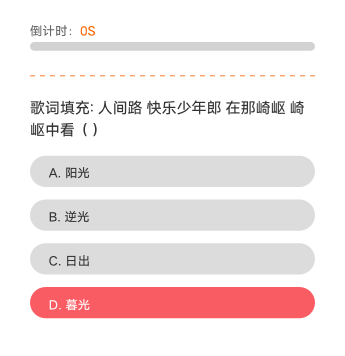 倒计时：0S
歌词填充: 人间路 快乐少年郎 在那崎岖 崎
岖中看（ ）
A. 阳光
B. 逆光
C. 日出
D. 暮光